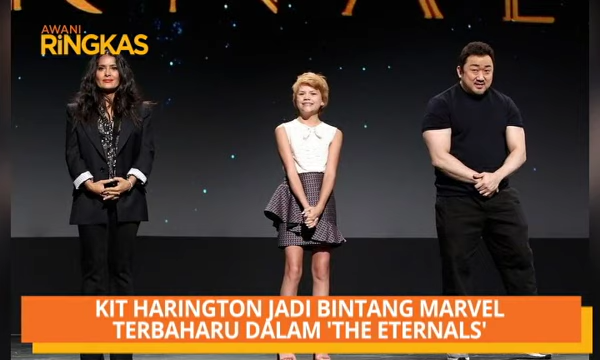 AWANI
RINGKAS
KIT HARINGTON JADI BINTANG MARVEL
TERBAHARU DALAM 'THE ETERNALS'